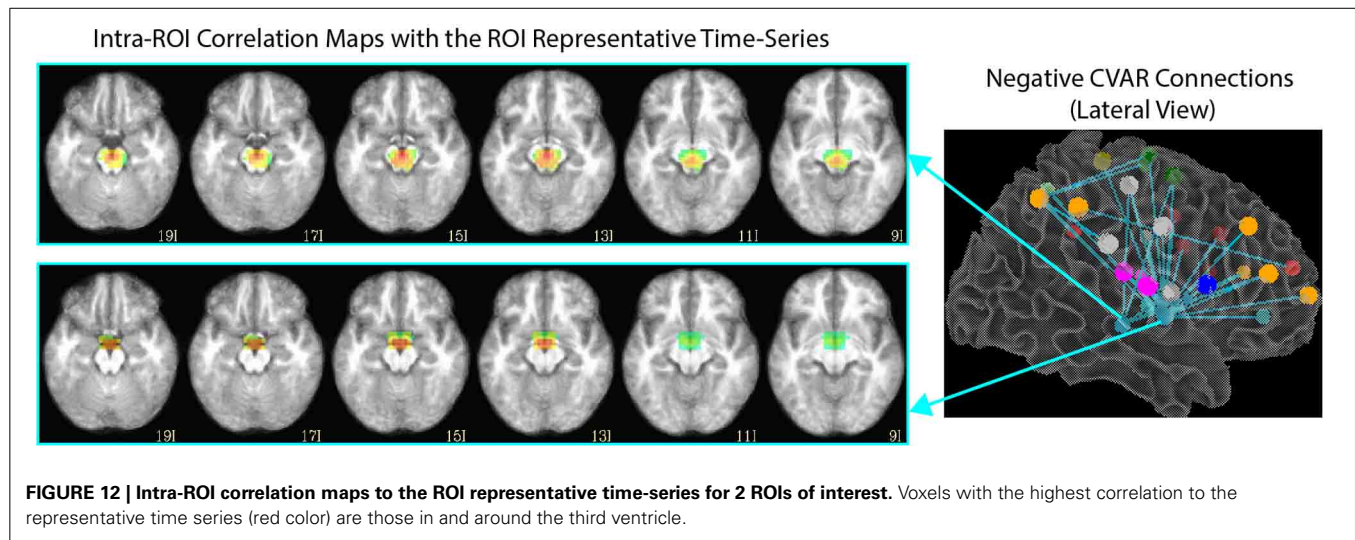 Intra-ROI Correlation Maps with the ROI Representative Time-Series
Negative CVAR Connections
(Lateral View)
19I 17I 15I 13I 11I 9I
19I 17I 15I 13I 11I 9I
FIGURE 12 | Intra-ROI correlation maps to the ROI representative time-series for 2 ROIs of interest. Voxels with the highest correlation to the
representative time series (red color) are those in and around the third ventricle.